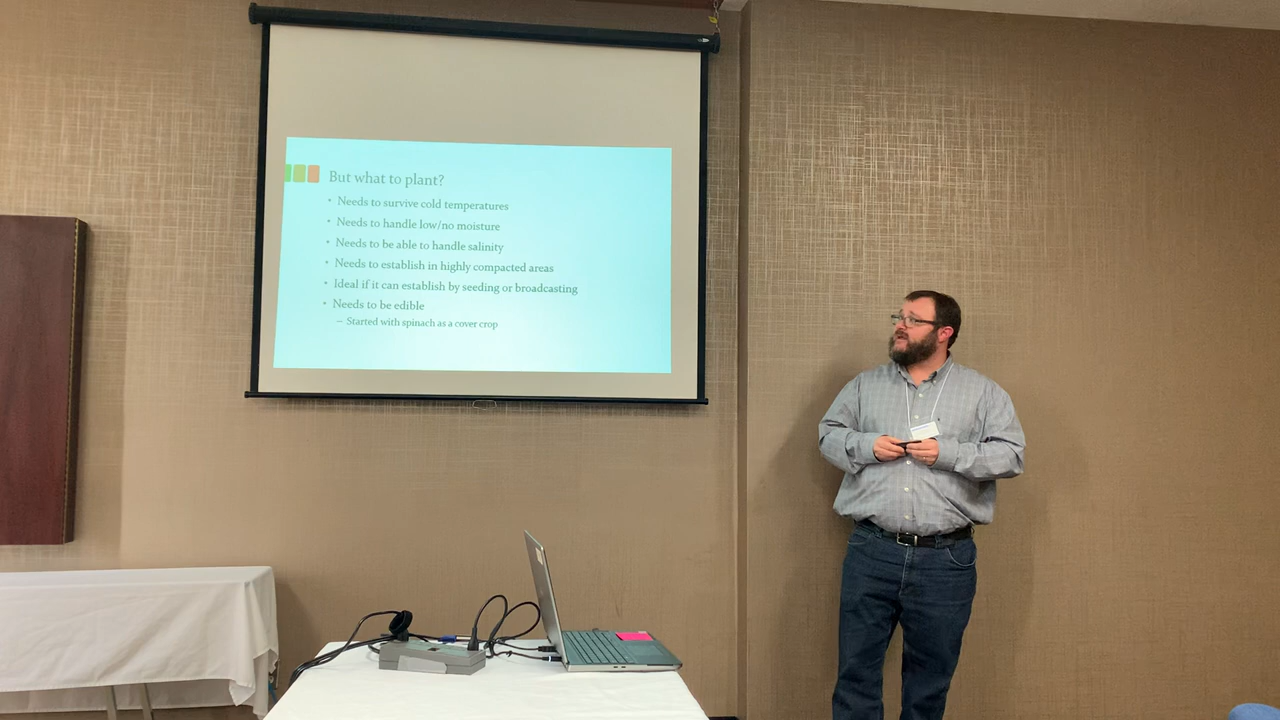 But what to plant?
• Needs to survive cold temperatures
• Needs to handle low/no moisture
• Needs to be able to handle salinity
• Needs to establish in highly compacted areas
• Ideal if it can establish by seeding or broadcasting
• Needs to be edible
– Started with spinach as a cover crop